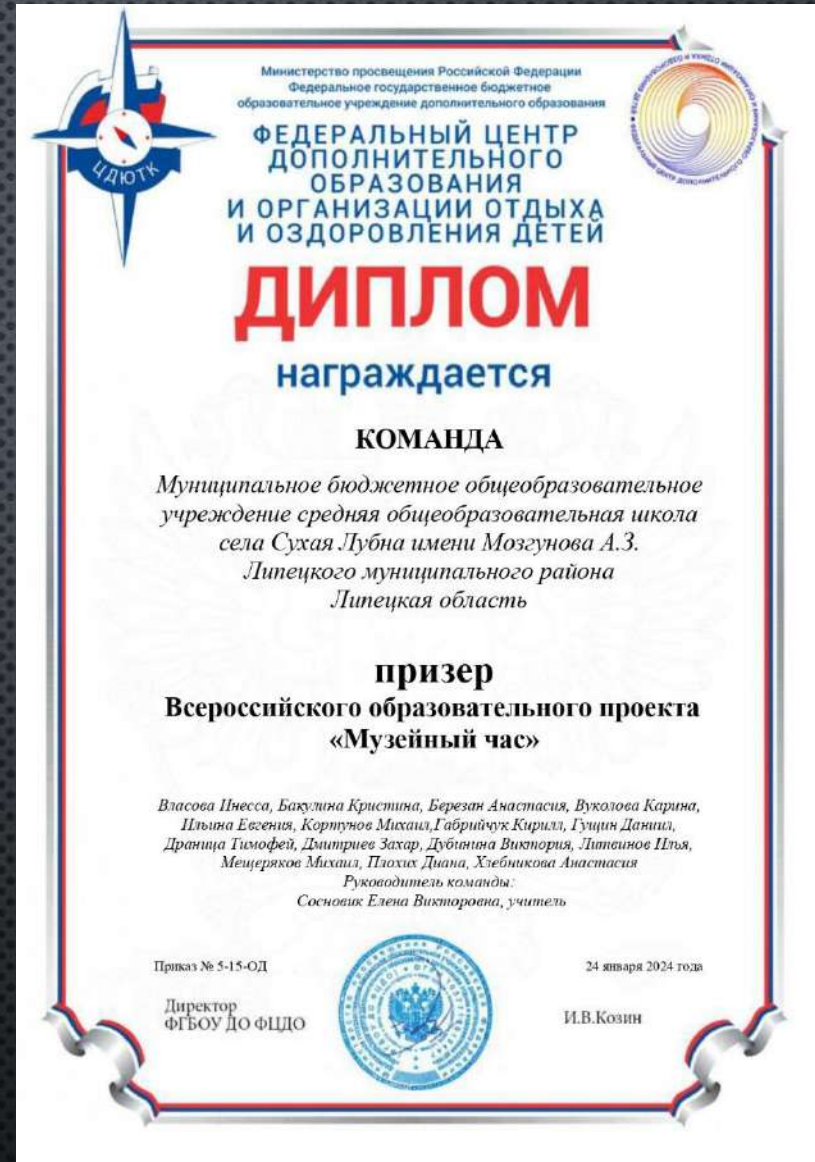 Министерство просвещения Российской Федерации
Федеральное государственное бюджетное
образовательное учреждение дополнительного образования
ФЕДЕРАЛЬНЫЙ ЦЕНТР
ДОПОЛНИТЕЛЬНОГО
ОБРАЗОВАНИЯ
И ОРГАНИЗАЦИИ ОТДЫХА
И ОЗДОРОВЛЕНИЯ ДЕТЕЙ
ЦДЮТК
ДИПЛОМ
награждается
КОМАНДА
Муниципальное бюджетное общеобразовательное
учреждение средняя общеобразовательная школа
села Сухая Лубна имени Мозгунова А.З.
Липецкого муниципального района
Липецкая область
призер
Всероссийского образовательного проекта
«Музейный час»
Власова Инесса, Бакулина Кристина, Березан Анастасия, Вуколова Карина,
Ильина Евгения, Кортунов Михаил,Габрийчук Кирилл, Гущин Даниил,
Драница Тимофей, Дмитриев Захар, Дубинина Виктория, Литвинов Илья,
Мещеряков Михаил, Плохих Диана, Хлебникова Анастасия
Руководитель команды:
Сосновик Елена Викторовна, учитель
Приказ № 5-15-ОД
24 января 2024 года
Директор
ФГБОУ ДО ФЦДО
И.В.Козин